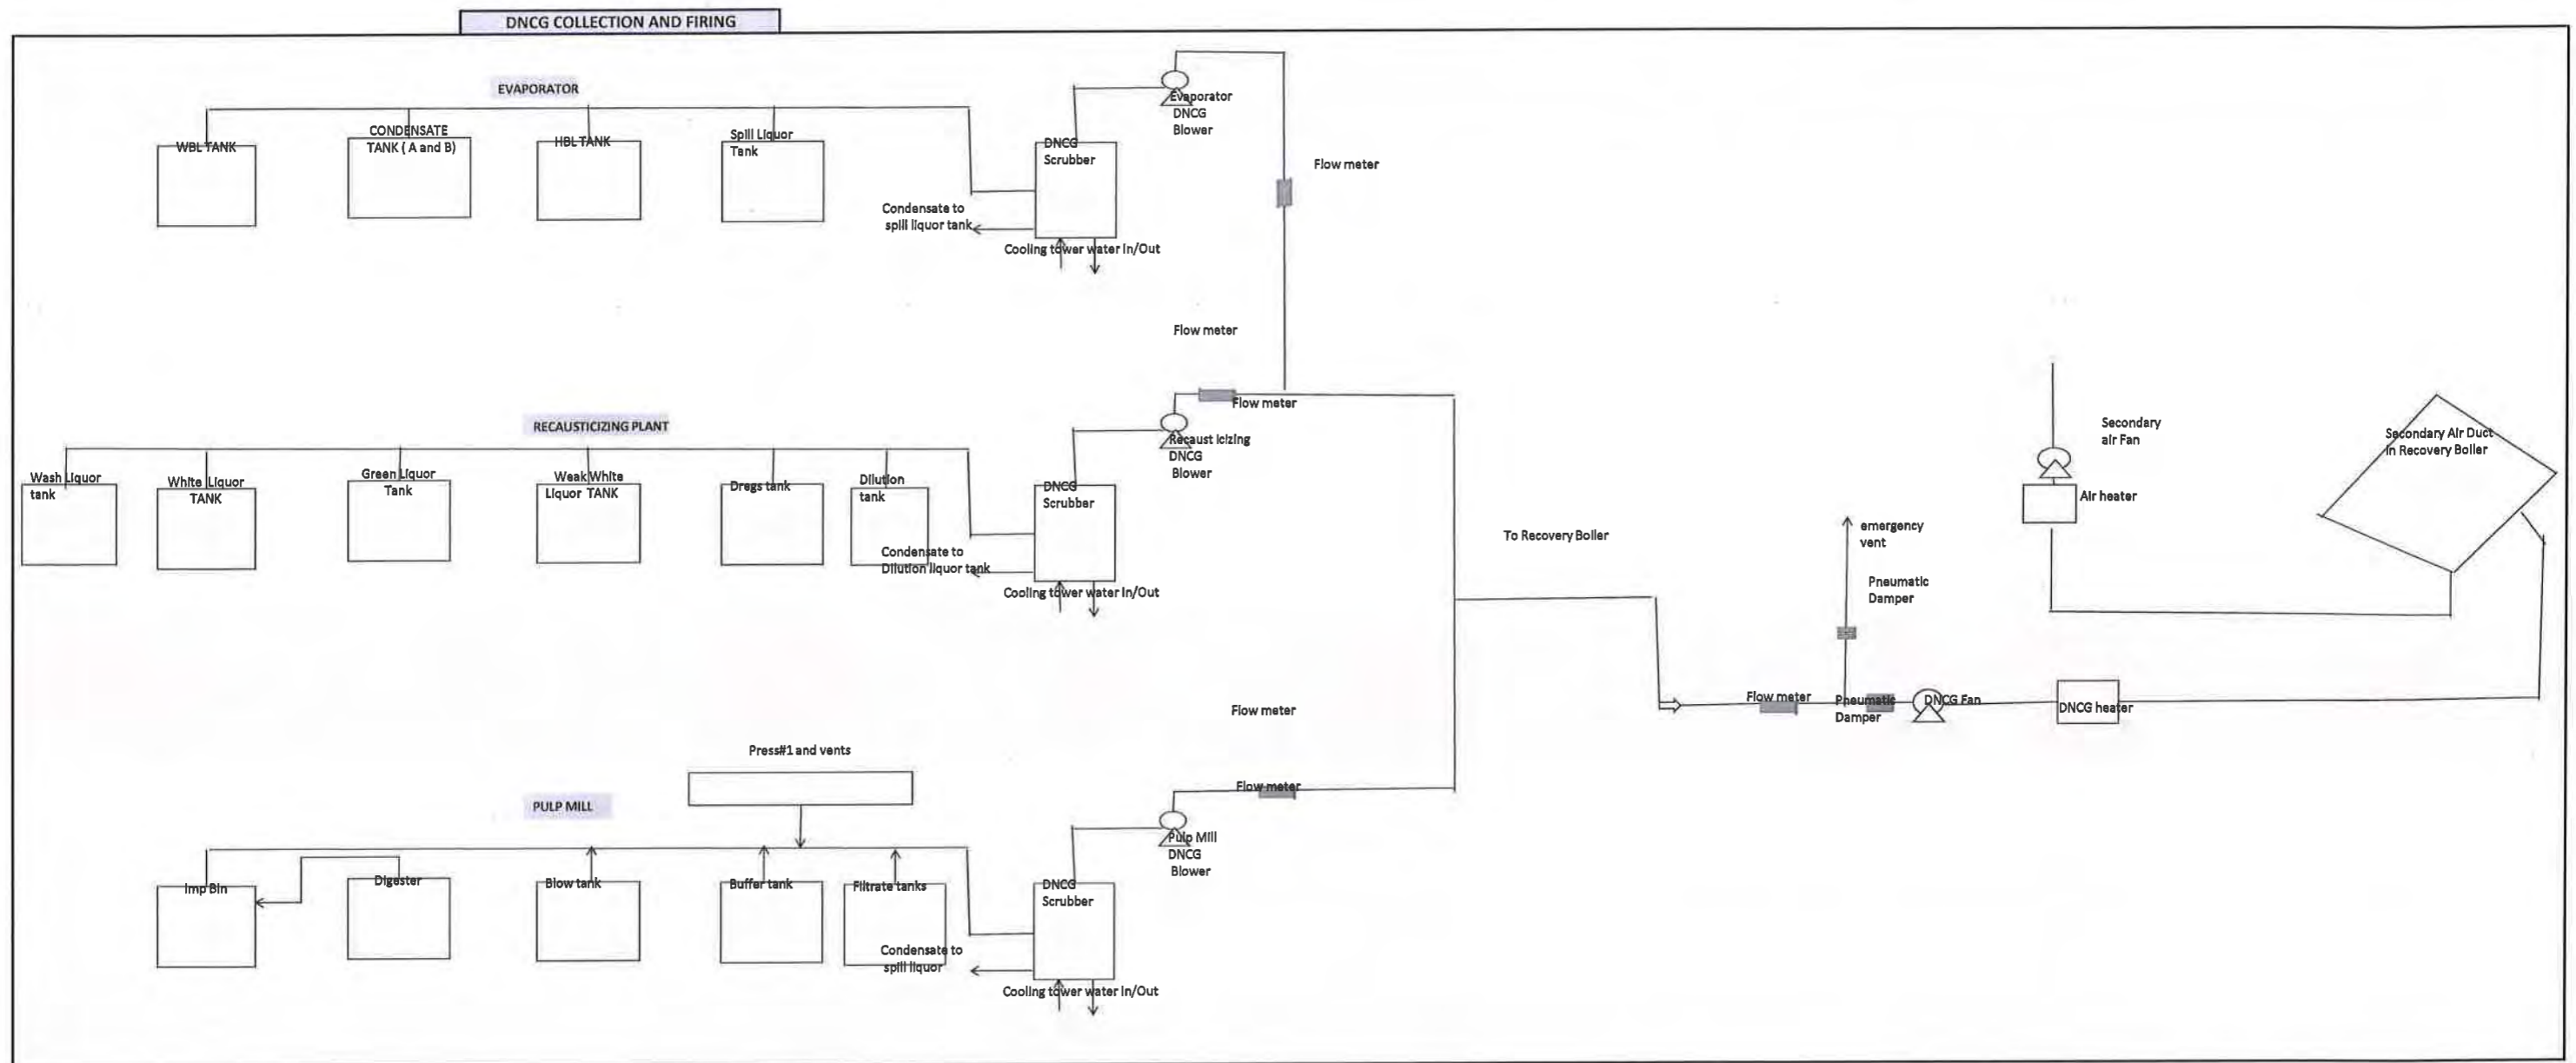 DNCG COLLECTION AND FIRING
EVAPORATOR
WBL TANK
CONDENSATE
TANK ( A and B)
HBL TANK
Spill Liquor
Tank
DNCG
Scrubber
Evaporator
DNCG
Blower
Flow meter
Condensate to
spill liquor tank
Cooling tower water In/Out
Flow meter
RECAUSTICIZING PLANT
Wash Liquor
tank
White Liquor
TANK
Green Liquor
Tank
Weak White
Liquor TANK
Dregs tank
Dilution
tank
DNCG
Scrubber
Flow meter
Recaust icizing
DNCG
Blower
Condensate to
Dilution liquor tank
Cooling tower water In/Out
To Recovery Boiler
emergency
vent
Pneumatic
Damper
Secondary
air Fan
Air heater
Secondary Air Duct
in Recovery Boiler
Flow meter
Pneumatic
Damper
DNCG Fan
DNCG heater
Flow meter
Press#1 and vents
PULP MILL
Flow meter
Imp Bin
Digester
Blow tank
Buffer tank
Filtrate tanks
DNCG
Scrubber
Pulp Mill
DNCG
Blower
Condensate to
spill liquor
Cooling tower water In/Out